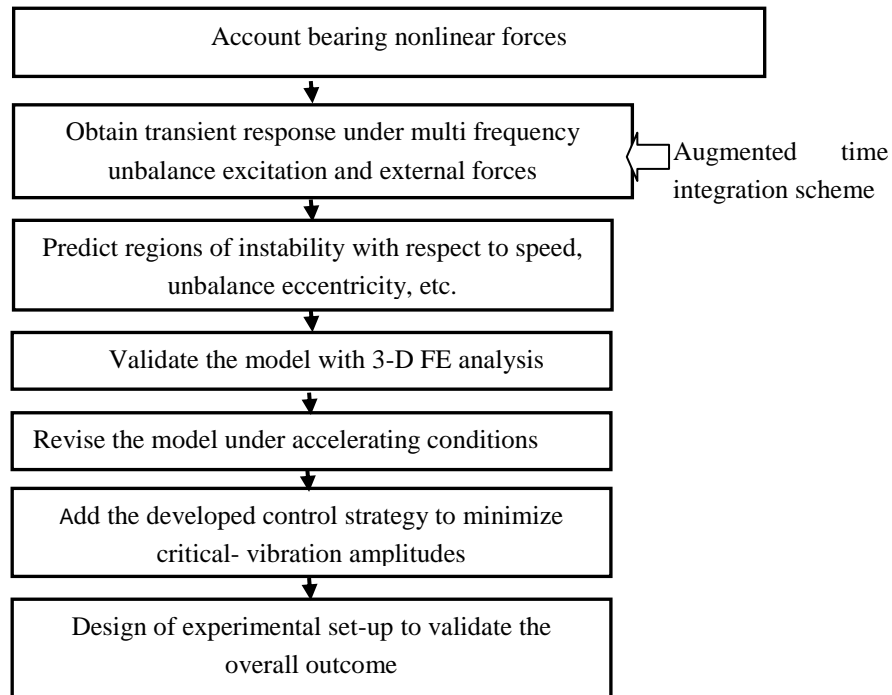 Account bearing nonlinear forces
Obtain transient response under multi frequency
unbalance excitation and external forces
Augmented time
integration scheme
Predict regions of instability with respect to speed,
unbalance eccentricity, etc.
Validate the model with 3-D FE analysis
Revise the model under accelerating conditions
Add the developed control strategy to minimize
critical- vibration amplitudes
Design of experimental set-up to validate the
overall outcome